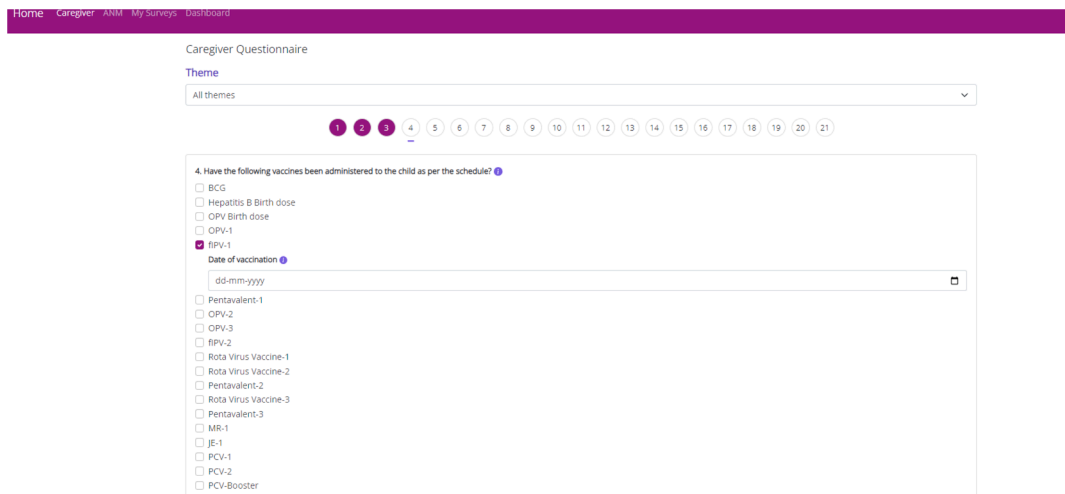 Home Caregiver ANM My Surveys Dashboard
Caregiver Questionnaire
Theme
All themes
1 2 3 4 5 6 7 8 9 10 11 12 13 14 15 16 17 18 19 20 21
4. Have the following vaccines been administered to the child as per the schedule? i
BCG
Hepatitis B Birth dose
OPV Birth dose
OPV-1
fIPV-1
Date of vaccination i
dd-mm-yyyy
Pentavalent-1
OPV-2
OPV-3
fIPV-2
Rota Virus Vaccine-1
Rota Virus Vaccine-2
Pentavalent-2
Rota Virus Vaccine-3
Pentavalent-3
MR-1
JE-1
PCV-1
PCV-2
PCV-Booster